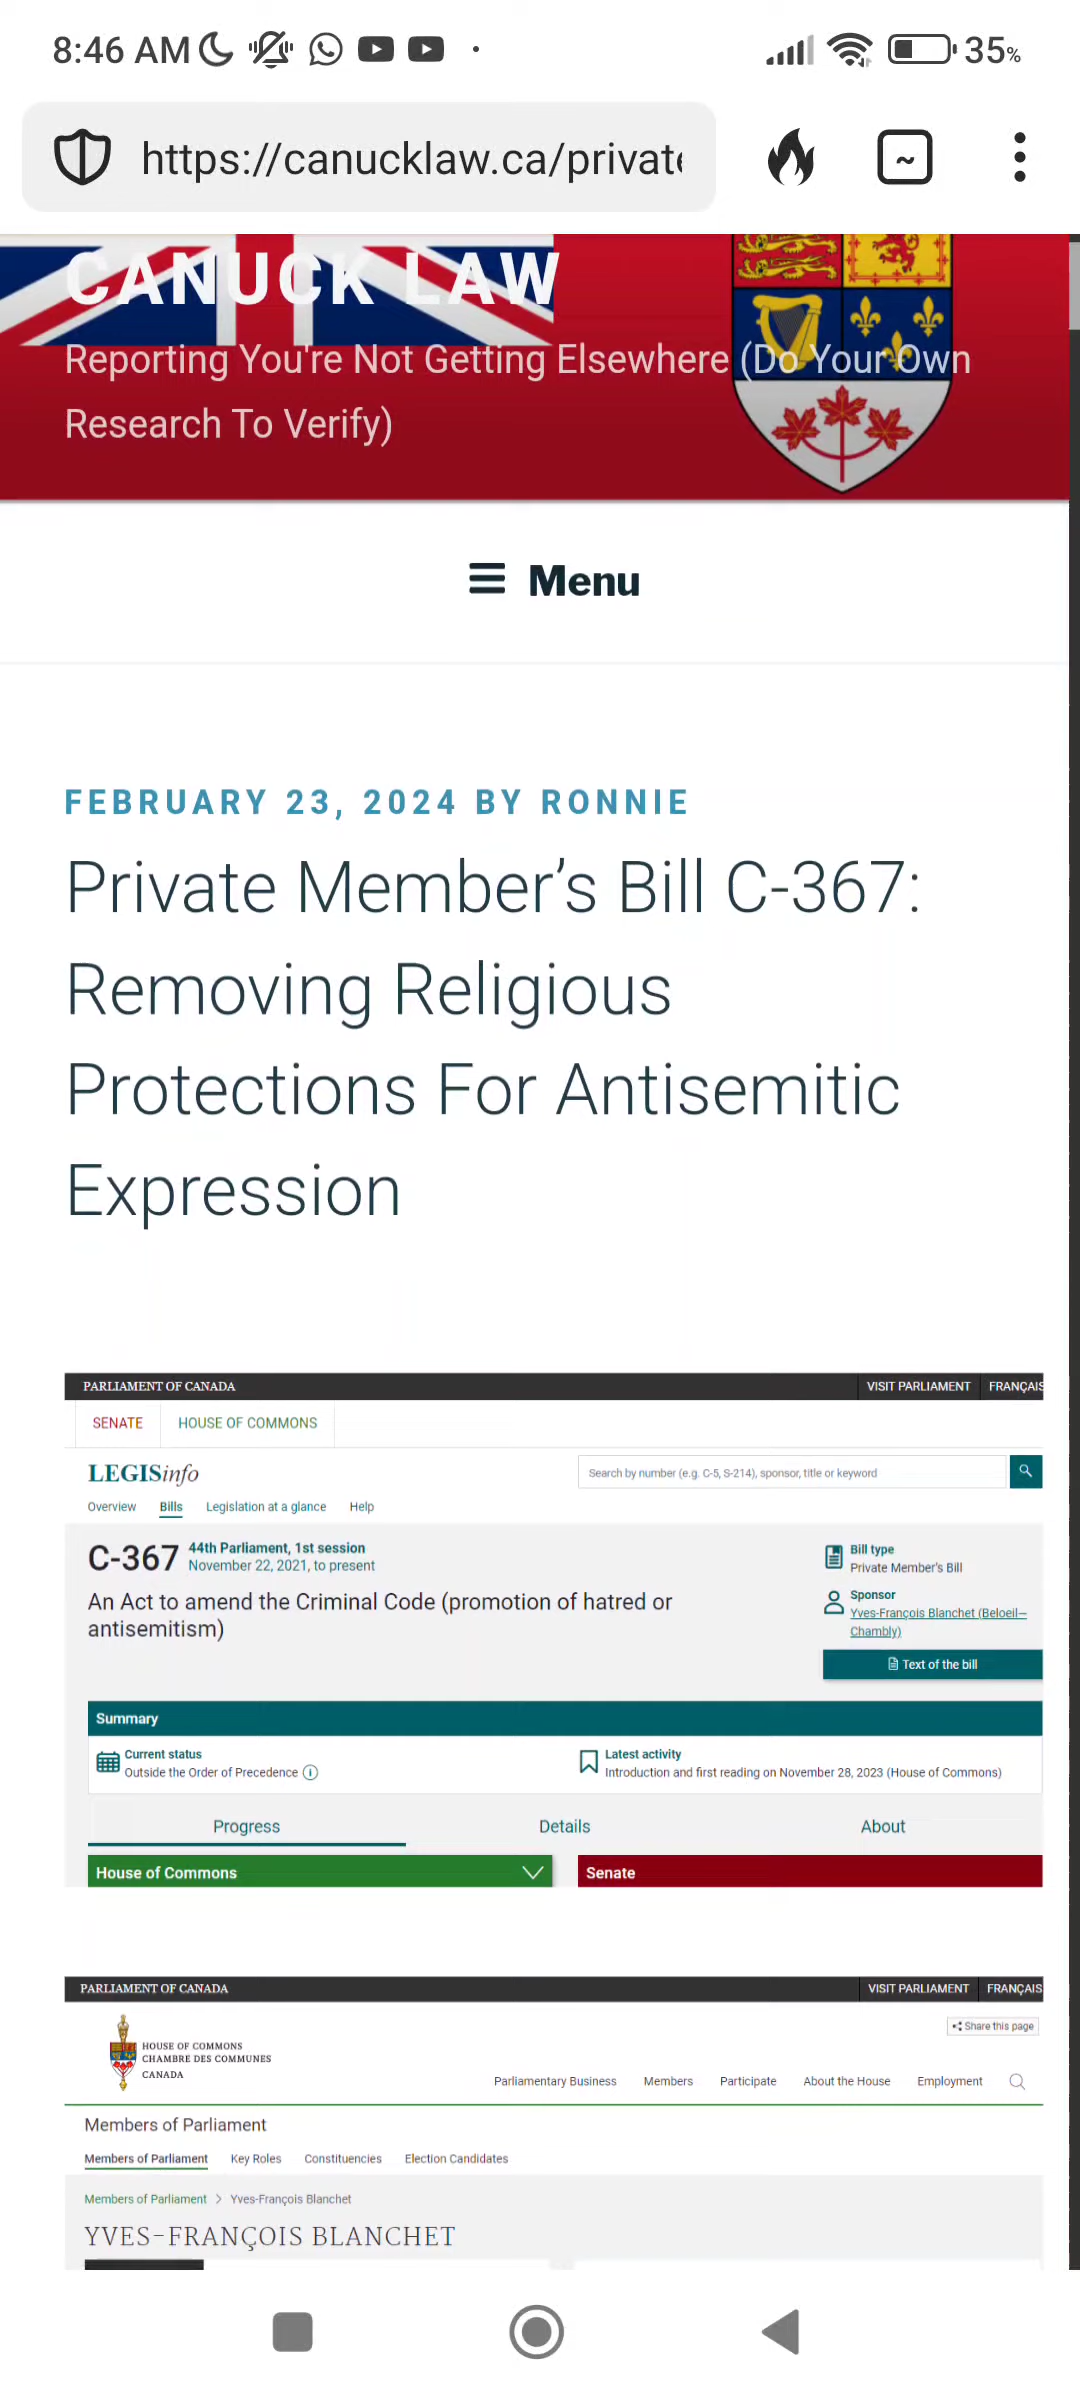 8:46 AM
35%
https://canucklaw.ca/private
CANUCK LAW
Reporting You're Not Getting Elsewhere (Do Your Own
Research To Verify)
Menu
FEBRUARY 23, 2024 BY RONNIE
Private Member’s Bill C-367:
Removing Religious
Protections For Antisemitic
Expression
PARLIAMENT OF CANADA VISIT PARLIAMENT FRANÇAIS
SENATE HOUSE OF COMMONS
LEGISinfo
Search by number (e.g. C-5, S-214), sponsor, title or keyword
Overview Bills Legislation at a glance Help
C-367 44th Parliament, 1st session
November 22, 2021, to present
Bill type
Private Member's Bill
An Act to amend the Criminal Code (promotion of hatred or
antisemitism)
Sponsor
Yves-François Blanchet (Beloeil—
Chambly)
Text of the bill
Summary
Current status
Outside the Order of Precedence
Latest activity
Introduction and first reading on November 28, 2023 (House of Commons)
Progress Details About
House of Commons Senate
PARLIAMENT OF CANADA VISIT PARLIAMENT FRANÇAIS
Share this page
HOUSE OF COMMONS
CHAMBRE DES COMMUNES
CANADA
Parliamentary Business Members Participate About the House Employment
Members of Parliament
Members of Parliament Key Roles Constituencies Election Candidates
Members of Parliament > Yves-François Blanchet
YVES-FRANÇOIS BLANCHET